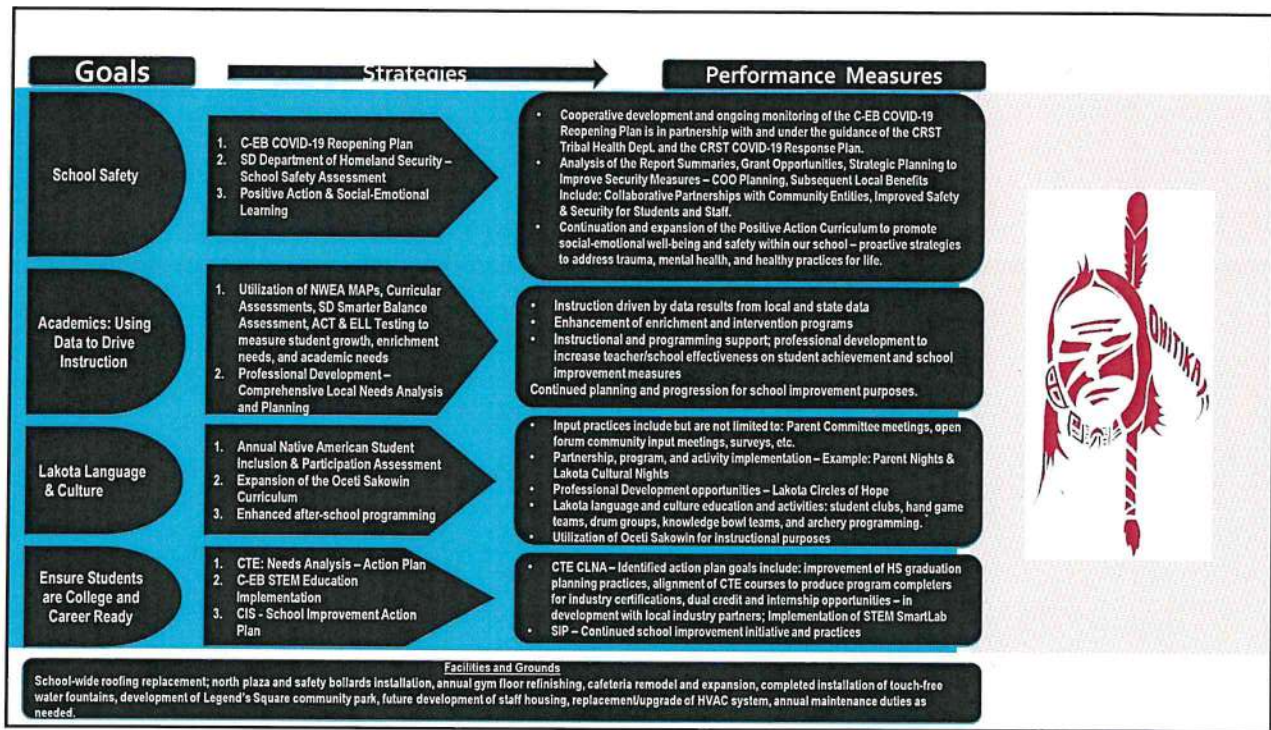 Goals
Strategies
Performance Measures
School Safety
1. C-EB COVID-19 Reopening Plan
2. SD Department of Homeland Security –
School Safety Assessment
3. Positive Action & Social-Emotional
Learning
• Cooperative development and ongoing monitoring of the C-EB COVID-19
Reopening Plan is in partnership with and under the guidance of the CRST
Tribal Health Dept. and the CRST COVID-19 Response Plan.
• Analysis of the Report Summaries, Grant Opportunities, Strategic Planning to
Improve Security Measures – COO Planning, Subsequent Local Benefits
Include: Collaborative Partnerships with Community Entities, Improved Safety
& Security for Students and Staff.
• Continuation and expansion of the Positive Action Curriculum to promote
social-emotional well-being and safety within our school – proactive strategies
to address trauma, mental health, and healthy practices for life.
Academics: Using
Data to Drive
Instruction
1. Utilization of NWEA MAPs, Curricular
Assessments, SD Smarter Balance
Assessment, ACT & ELL Testing to
measure student growth, enrichment
needs, and academic needs
2. Professional Development –
Comprehensive Local Needs Analysis
and Planning
• Instruction driven by data results from local and state data
• Enhancement of enrichment and intervention programs
• Instructional and programming support; professional development to
increase teacher/school effectiveness on student achievement and school
improvement measures
Continued planning and progression for school improvement purposes.
Lakota Language
& Culture
1. Annual Native American Student
Inclusion & Participation Assessment
2. Expansion of the Oceti Sakowin
Curriculum
3. Enhanced after-school programming
• Input practices include but are not limited to: Parent Committee meetings, open
forum community input meetings, surveys, etc.
• Partnership, program, and activity implementation – Example: Parent Nights &
Lakota Cultural Nights
• Professional Development opportunities – Lakota Circles of Hope
• Lakota language and culture education and activities: student clubs, hand game
teams, drum groups, knowledge bowl teams, and archery programming.
• Utilization of Oceti Sakowin for instructional purposes
Ensure Students
are College and
Career Ready
1. CTE: Needs Analysis – Action Plan
2. C-EB STEM Education
Implementation
3. CIS - School Improvement Action
Plan
• CTE CLNA – Identified action plan goals include: improvement of HS graduation
planning practices, alignment of CTE courses to produce program completers
for industry certifications, dual credit and internship opportunities – in
development with local industry partners; Implementation of STEM SmartLab
• SIP – Continued school improvement initiative and practices
OHITIKA
Facilities and Grounds
School-wide roofing replacement; north plaza and safety bollards installation, annual gym floor refinishing, cafeteria remodel and expansion, completed installation of touch-free
water fountains, development of Legend's Square community park, future development of staff housing, replacement/upgrade of HVAC system, annual maintenance duties as
needed.